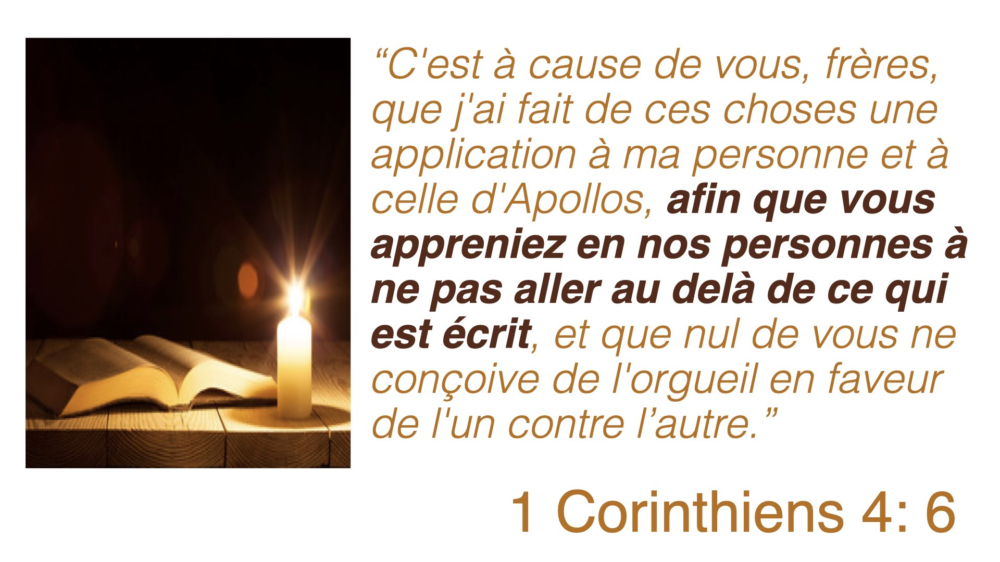 “C'est à cause de vous, frères,
que j'ai fait de ces choses une
application à ma personne et à
celle d'Apollos, afin que vous
appreniez en nos personnes à
ne pas aller au delà de ce qui
est écrit, et que nul de vous ne
conçoive de l'orgueil en faveur
de l'un contre l’autre.”
1 Corinthiens 4: 6